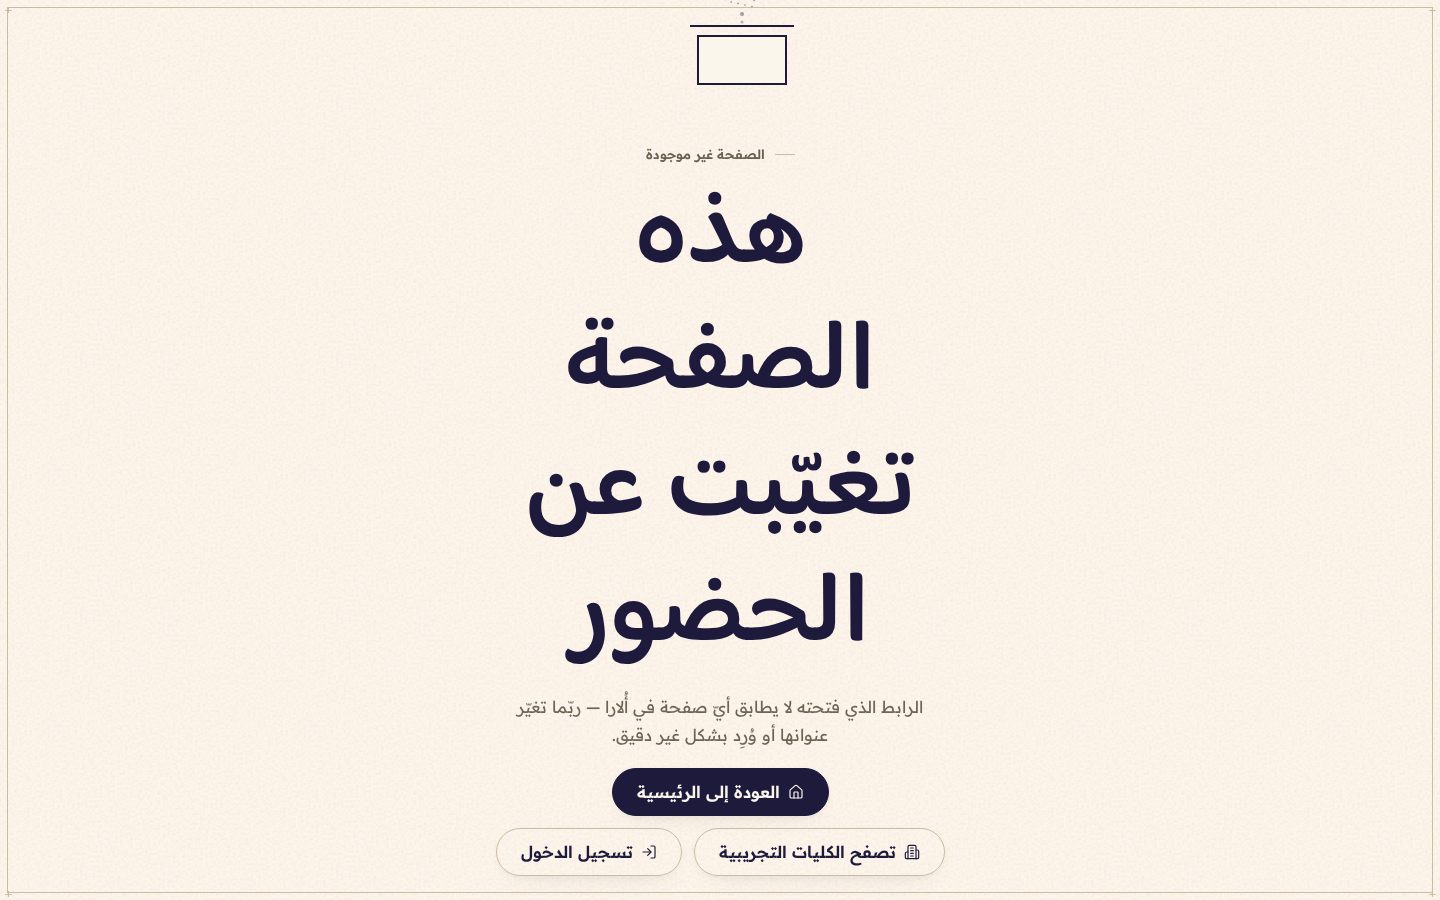 الصفحة غير موجودة
هذه
الصفحة
تغيّبت عن
الحضور
الرابط الذي فتحته لا يطابق أيّ صفحة في أُلارا — ربّما تغيّر
عنوانها أو وُرِد بشكل غير دقيق.
العودة إلى الرئيسية
تصفح الكليات التجريبية
تسجيل الدخول